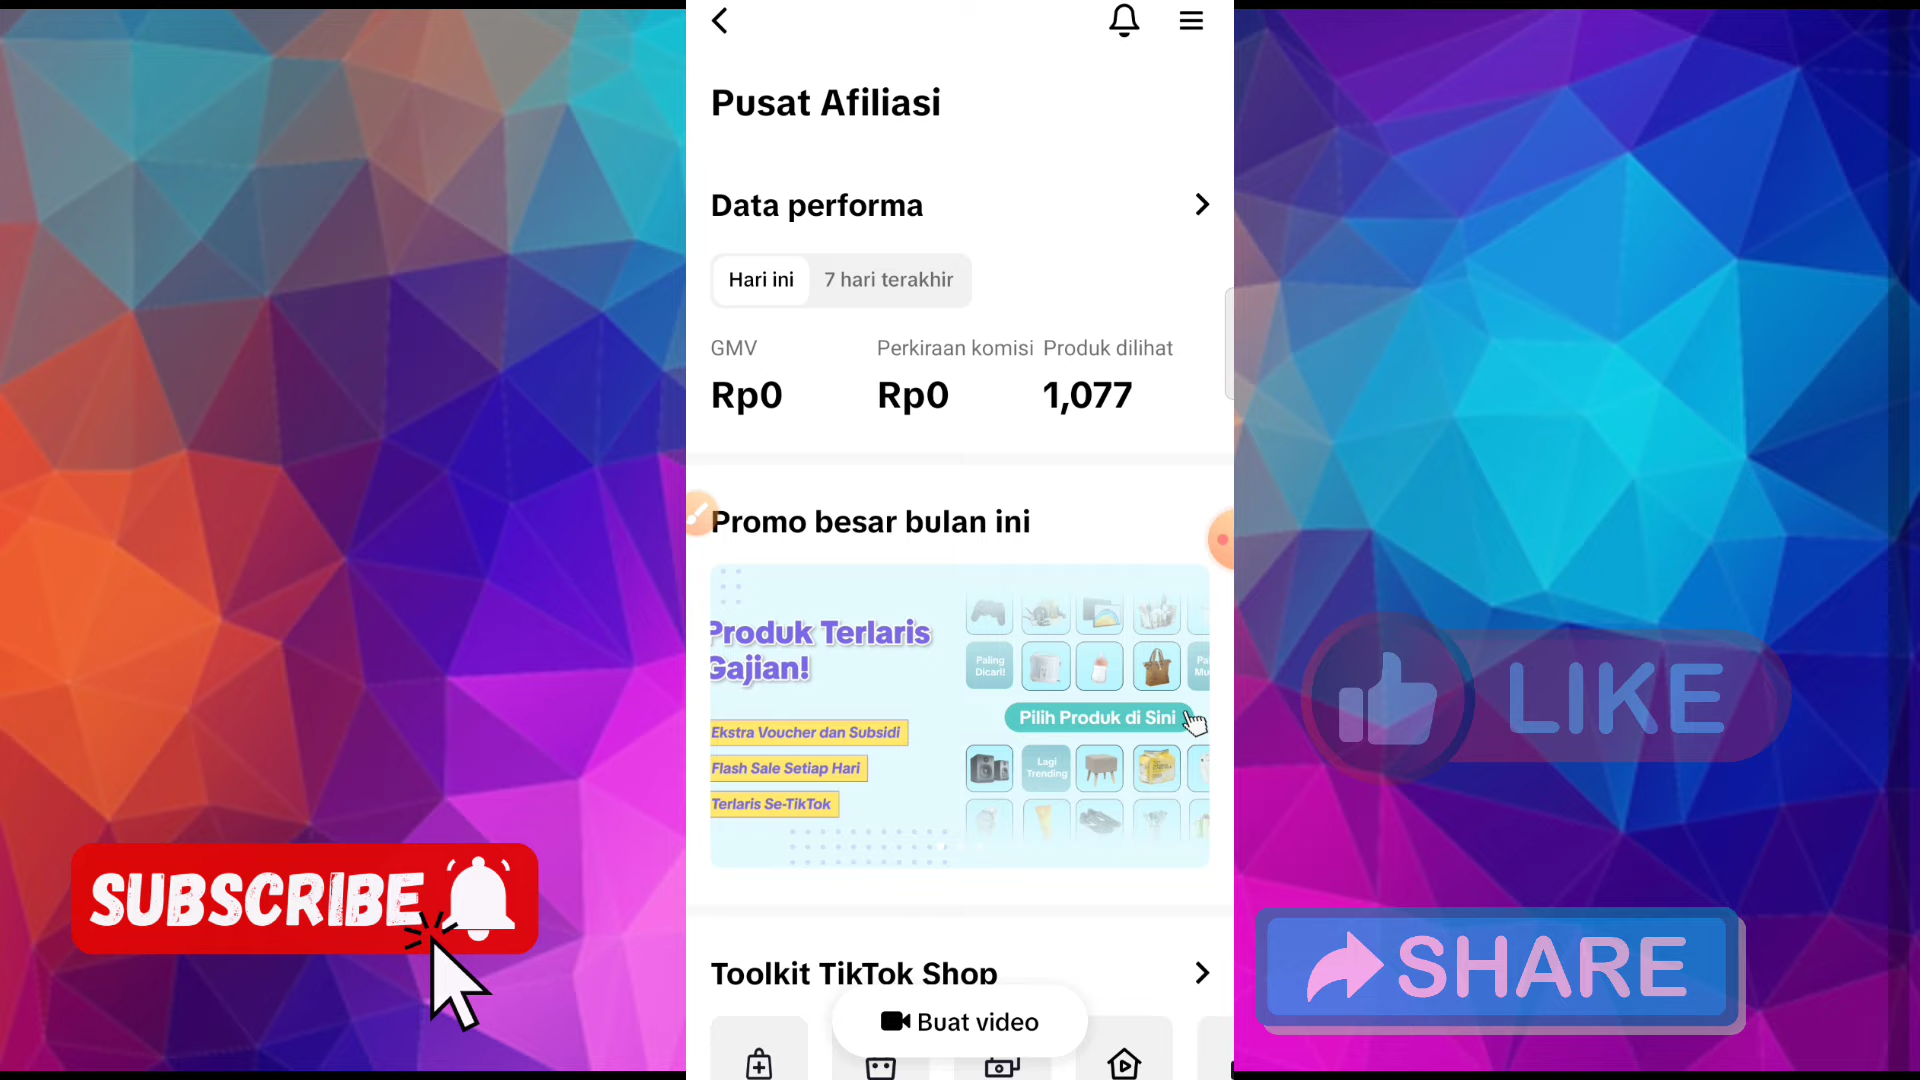 Pusat Afiliasi
Data performa
Hari ini
7 hari terakhir
GMV
Perkiraan komisi
Produk dilihat
Rp0
Rp0
1,077
Promo besar bulan ini
Produk Terlaris
Gajian!
Ekstra Voucher dan Subsidi
Flash Sale Setiap Hari
Terlaris Se-TikTok
Paling
Dicari!
Pa
Mu
Pilih Produk di Sini
Lagi
Trending
Toolkit TikTok Shop
Buat video
SUBSCRIBE
LIKE
SHARE